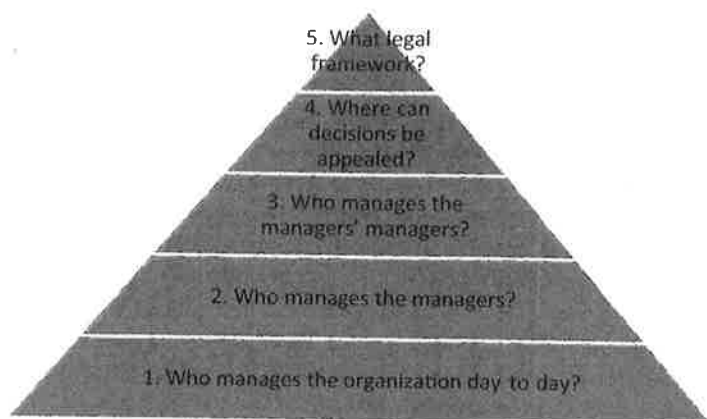 5. What legal
framework?
4. Where can
decisions be
appealed?
3. Who manages the
managers' managers?
2. Who manages the managers?
1. Who manages the organization day to day?